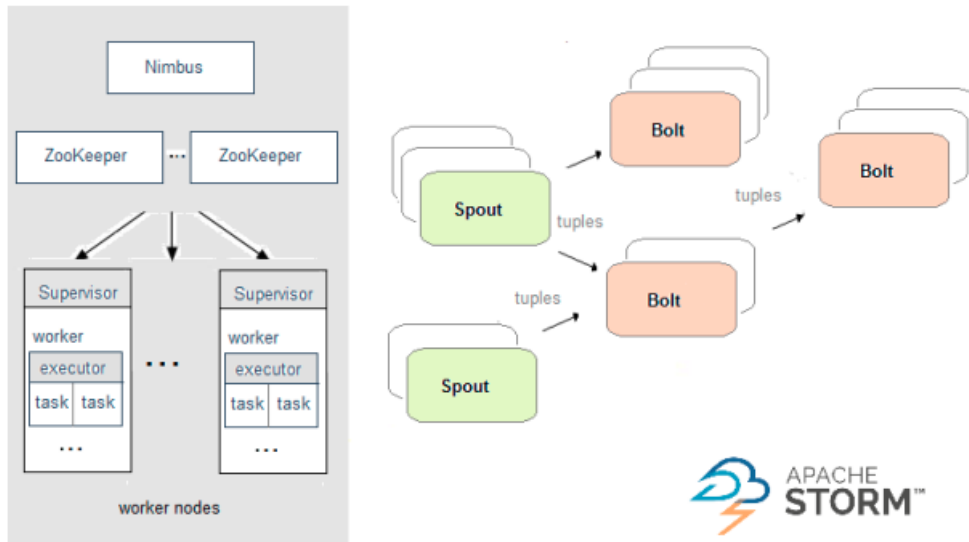 Nimbus
ZooKeeper ... ZooKeeper
Supervisor
worker
executor
task task
...
...
Supervisor
worker
executor
task task
...
worker nodes
Bolt
Bolt
Spout
tuples
tuples
Bolt
tuples
Spout
APACHE
STORM™